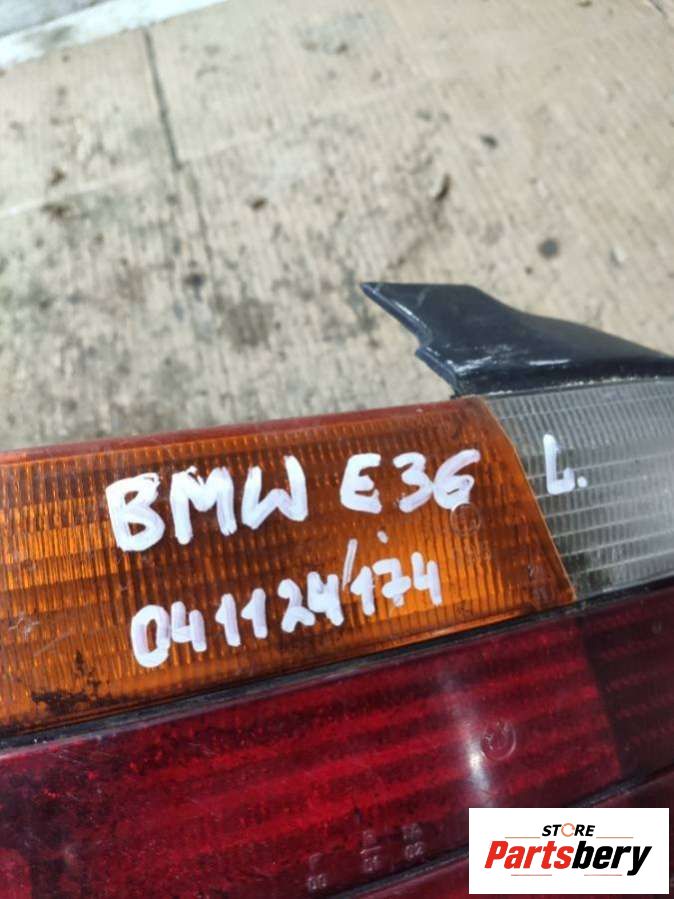 BMW E36 L.
041124/174
STORE
Partsbery